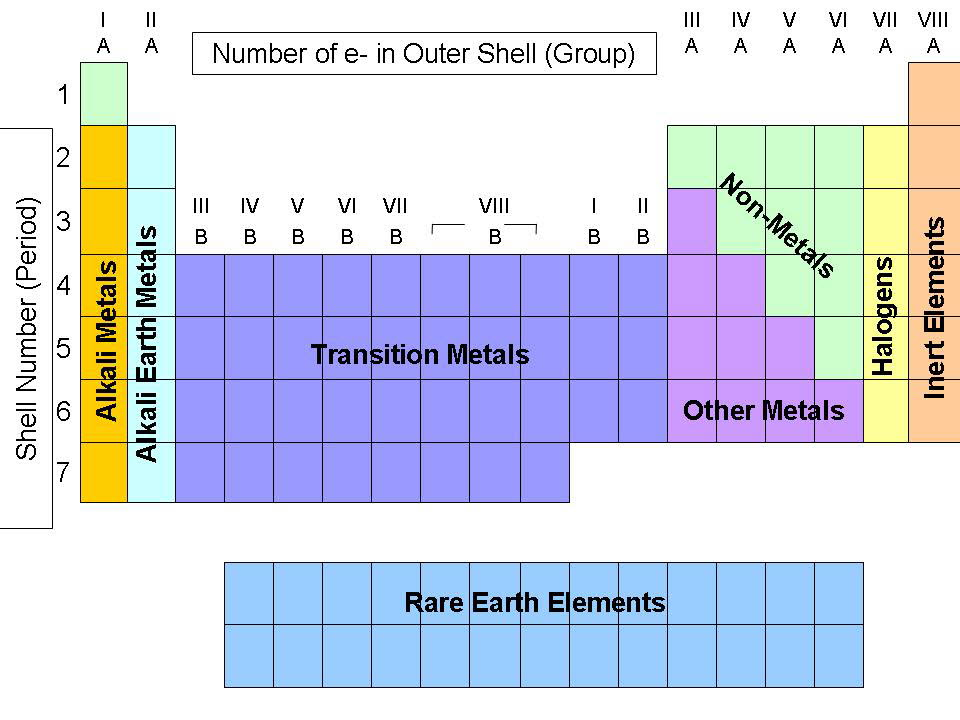 I II III IV V VI VII VIII
A A A A A A A A
Number of e- in Outer Shell (Group)
1
2
3
4
5
6
7
Shell Number (Period)
III IV V VI VII VIII I II
B B B B B B B B
Alkali Metals
Alkali Earth Metals
Transition Metals
Non-Metals
Other Metals
Halogens
Inert Elements
Rare Earth Elements